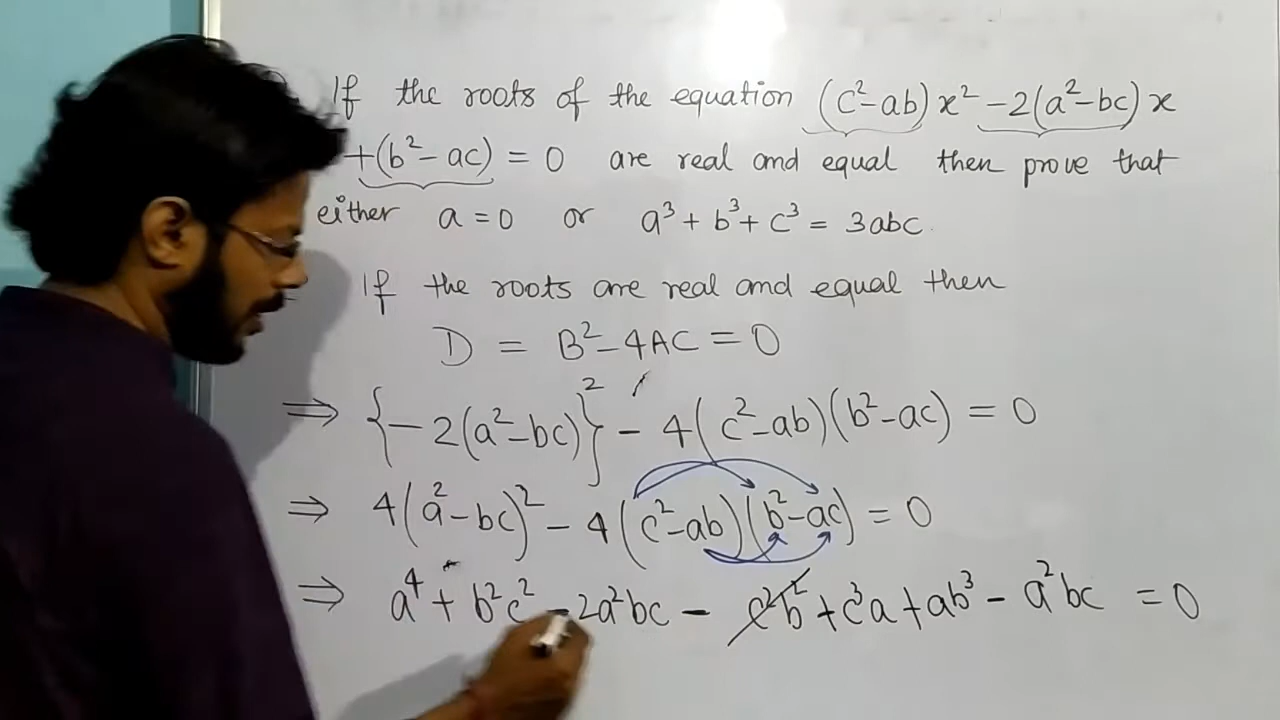 If the roots of the equation (c²-ab)x²-2(a²-bc)x
+(b²-ac) = 0 are real and equal then prove that
either a=0 or a³+b³+c³ = 3abc.
If the roots are real and equal then
D = B²-4AC = 0
⇒ {-2(a²-bc)}² - 4(c²-ab)(b²-ac) = 0
⇒ 4(a²-bc)² - 4(c²-ab)(b²-ac) = 0
⇒ a⁴ + b²c² - 2a²bc - c²b² + c³a + ab³ - a²bc = 0